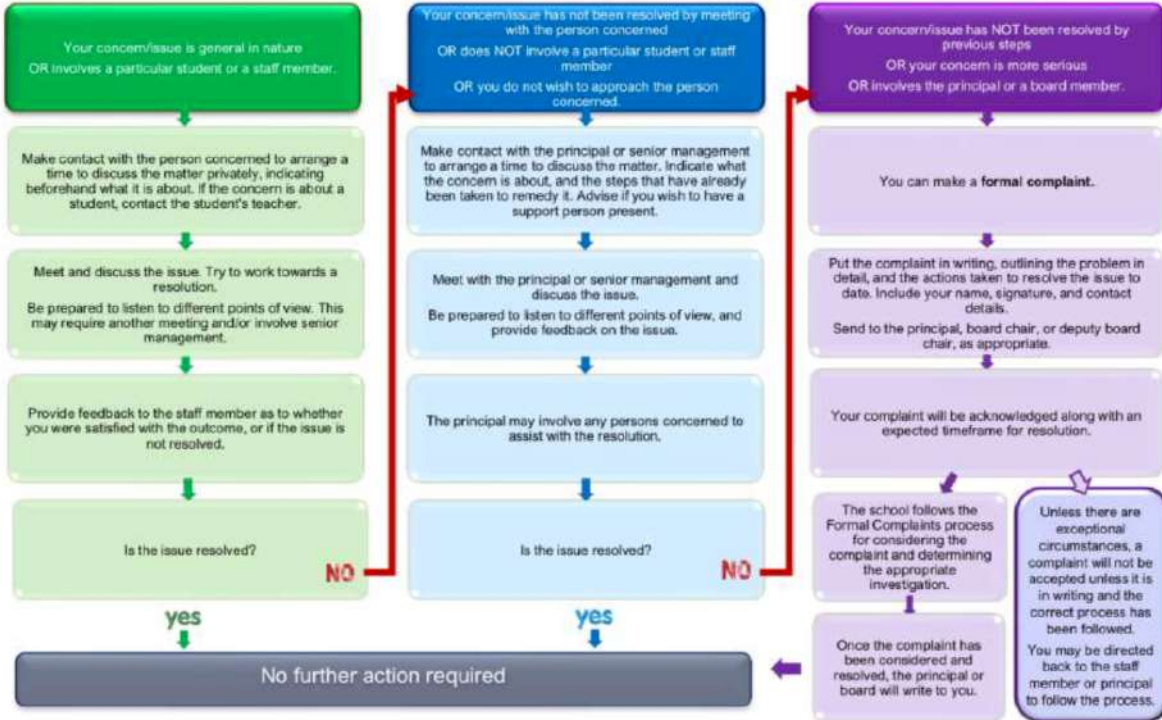 Your concern/issue is general in nature
OR involves a particular student or a staff member.
Make contact with the person concerned to arrange a
time to discuss the matter privately, indicating
beforehand what it is about. If the concern is about a
student, contact the student's teacher.
Meet and discuss the issue. Try to work towards a
resolution.
Be prepared to listen to different points of view. This
may require another meeting and/or involve senior
management.
Provide feedback to the staff member as to whether
you were satisfied with the outcome, or if the issue is
not resolved.
Is the issue resolved?
NO
yes
Your concern/issue has not been resolved by meeting
with the person concerned
OR does NOT involve a particular student or staff
member
OR you do not wish to approach the person
concerned.
Make contact with the principal or senior management
to arrange a time to discuss the matter. Indicate what
the concern is about, and the steps that have already
been taken to remedy it. Advise if you wish to have a
support person present.
Meet with the principal or senior management and
discuss the issue.
Be prepared to listen to different points of view, and
provide feedback on the issue.
The principal may involve any persons concerned to
assist with the resolution.
Is the issue resolved?
NO
yes
Your concern/issue has NOT been resolved by
previous steps
OR your concern is more serious
OR involves the principal or a board member.
You can make a formal complaint.
Put the complaint in writing, outlining the problem in
detail, and the actions taken to resolve the issue to
date. Include your name, signature, and contact
details.
Send to the principal, board chair, or deputy board
chair, as appropriate.
Your complaint will be acknowledged along with an
expected timeframe for resolution.
The school follows the
Formal Complaints process
for considering the
complaint and determining
the appropriate
investigation.
Once the complaint has
been considered and
resolved, the principal or
board will write to you.
Unless there are
exceptional
circumstances, a
complaint will not be
accepted unless it is
in writing and the
correct process has
been followed.
You may be directed
back to the staff
member or principal
to follow the process.
No further action required